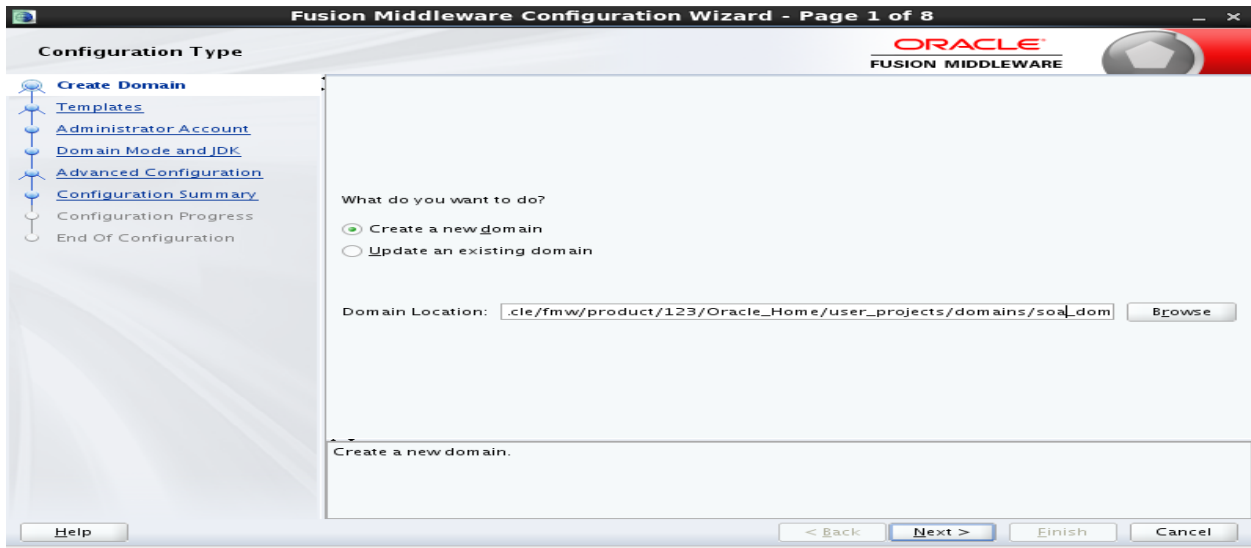 Fusion Middleware Configuration Wizard - Page 1 of 8
Configuration Type
ORACLE
FUSION MIDDLEWARE
Create Domain
Templates
Administrator Account
Domain Mode and JDK
Advanced Configuration
Configuration Summary
Configuration Progress
End Of Configuration
What do you want to do?
Create a new domain
Update an existing domain
Domain Location: .cle/fmw/product/123/Oracle_Home/user_projects/domains/soa_dom Browse
Create a new domain.
Help < Back Next > Finish Cancel